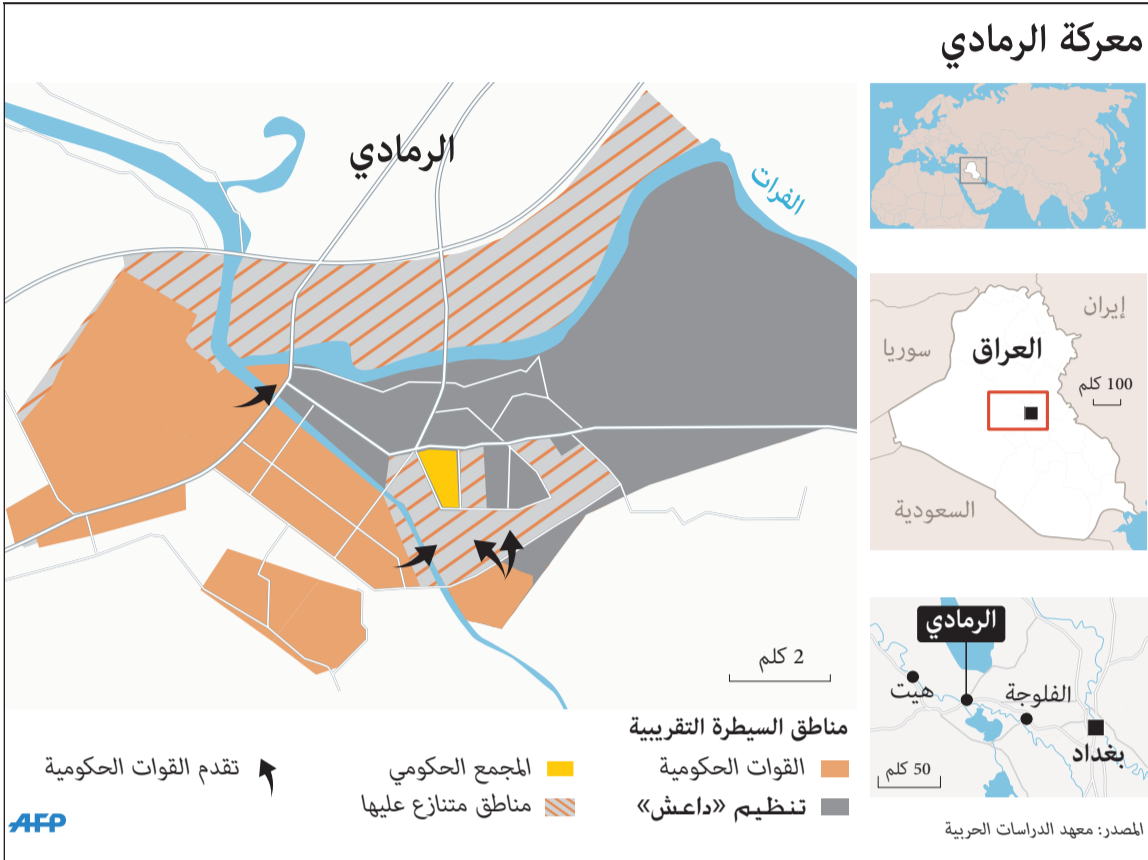 معركة الرمادي
الرمادي
الفرات
2 كلم
إيران
سوريا
العراق
100 كلم
السعودية
الرمادي
هيت
الفلوجة
بغداد
50 كلم
مناطق السيطرة التقريبية
القوات الحكومية
تنظيم «داعش»
المجمع الحكومي
مناطق متنازع عليها
تقدم القوات الحكومية
المصدر: معهد الدراسات الحربية
AFP